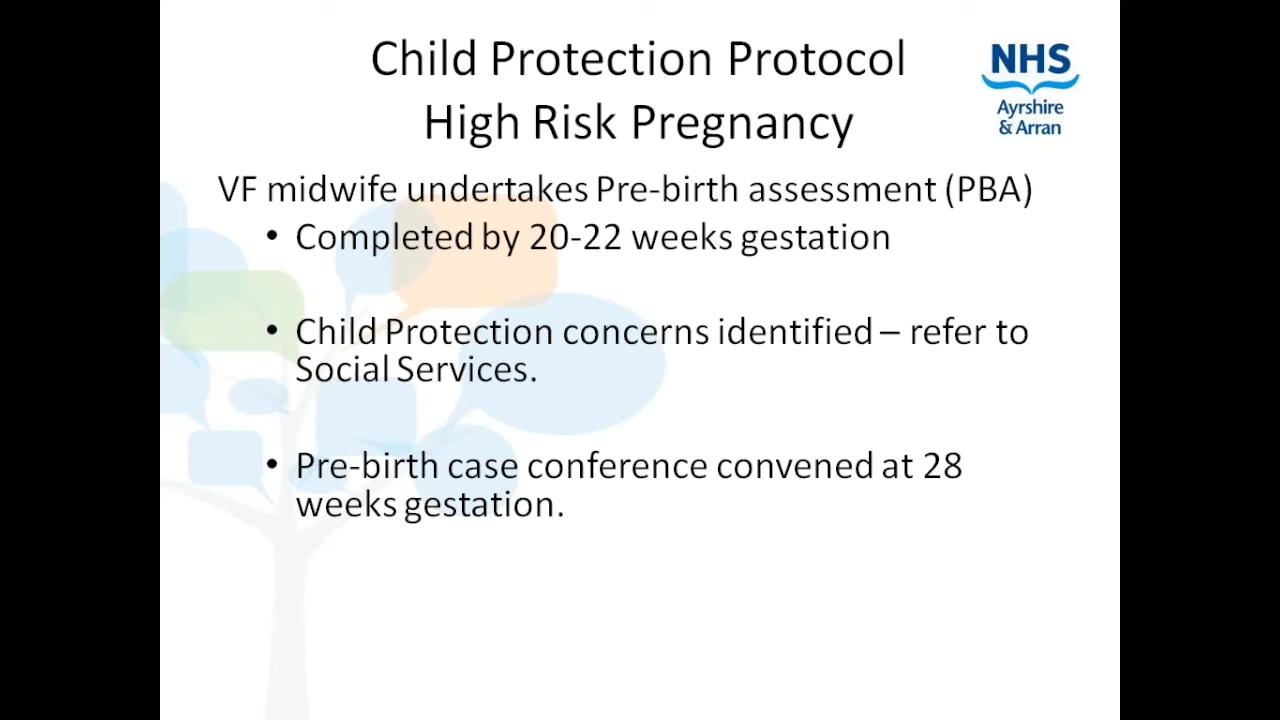 Child Protection Protocol
High Risk Pregnancy
NHS
Ayrshire
& Arran
VF midwife undertakes Pre-birth assessment (PBA)
• Completed by 20-22 weeks gestation
• Child Protection concerns identified – refer to
Social Services.
• Pre-birth case conference convened at 28
weeks gestation.